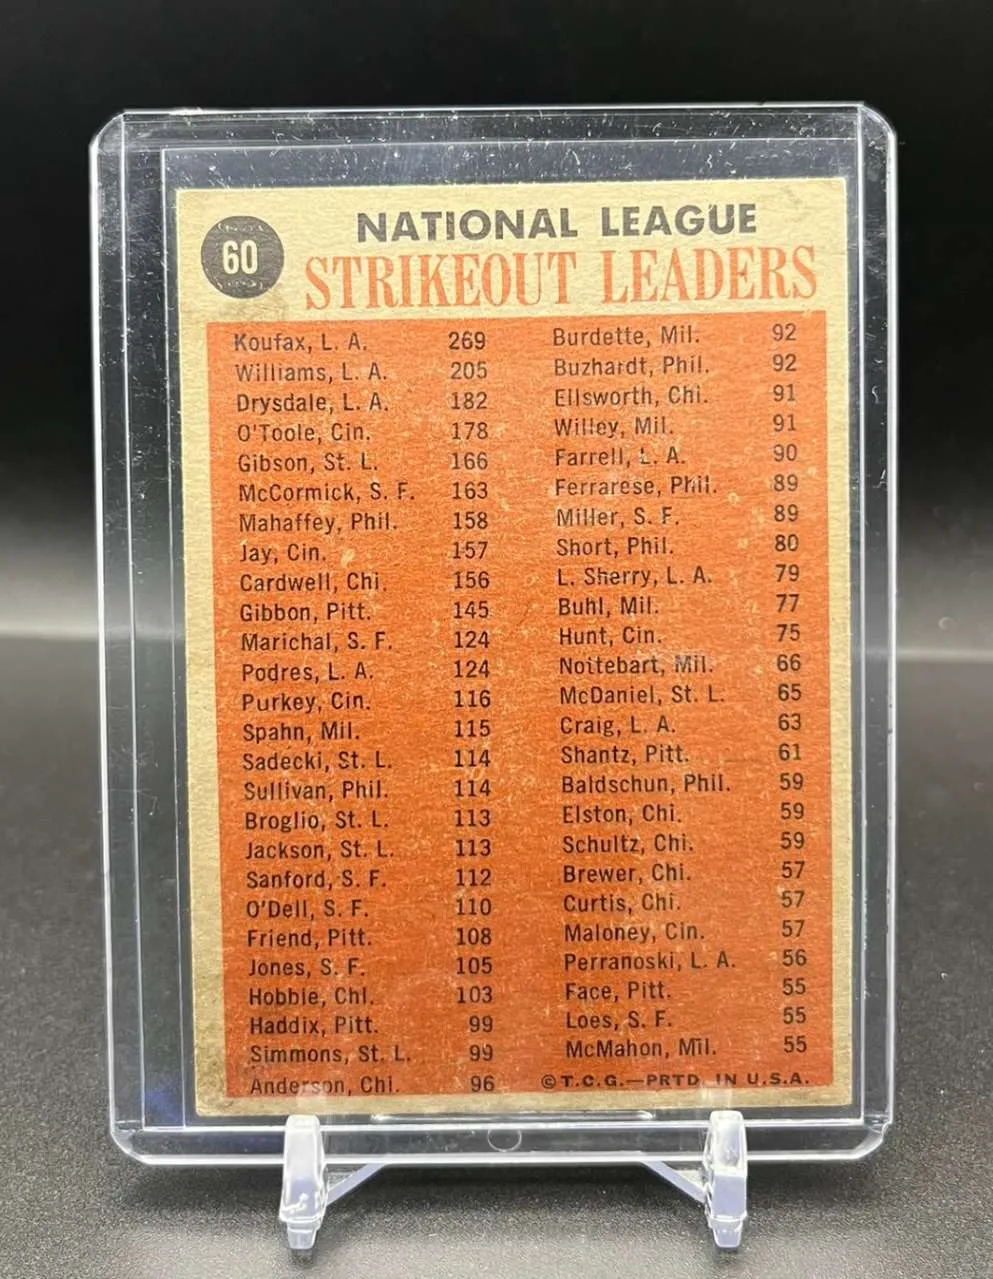 60
NATIONAL LEAGUE
STRIKEOUT LEADERS
Koufax, L. A. 269
Williams, L. A. 205
Drysdale, L. A. 182
O'Toole, Cin. 178
Gibson, St. L. 166
McCormick, S. F. 163
Mahaffey, Phil. 158
Jay, Cin. 157
Cardwell, Chi. 156
Gibbon, Pitt. 145
Marichal, S. F. 124
Podres, L. A. 124
Purkey, Cin. 116
Spahn, Mil. 115
Sadecki, St. L. 114
Sullivan, Phil. 114
Broglio, St. L. 113
Jackson, St. L. 113
Sanford, S. F. 112
O'Dell, S. F. 110
Friend, Pitt. 108
Jones, S. F. 105
Hobbie, Chi. 103
Haddix, Pitt. 99
Simmons, St. L. 99
Anderson, Chi. 96
Burdette, Mil. 92
Buzhardt, Phil. 92
Ellsworth, Chi. 91
Willey, Mil. 91
Farrell, L. A. 90
Ferrarese, Phil. 89
Miller, S. F. 89
Short, Phil. 80
L. Sherry, L. A. 79
Buhl, Mil. 77
Hunt, Cin. 75
Nottebart, Mil. 66
McDaniel, St. L. 65
Craig, L. A. 63
Shantz, Pitt. 61
Baldschun, Phil. 59
Elston, Chi. 59
Schultz, Chi. 59
Brewer, Chi. 57
Curtis, Chi. 57
Maloney, Cin. 57
Perranoski, L. A. 56
Face, Pitt. 55
Loes, S. F. 55
McMahon, Mil. 55
©T.C.G.—PRTD. IN U.S.A.